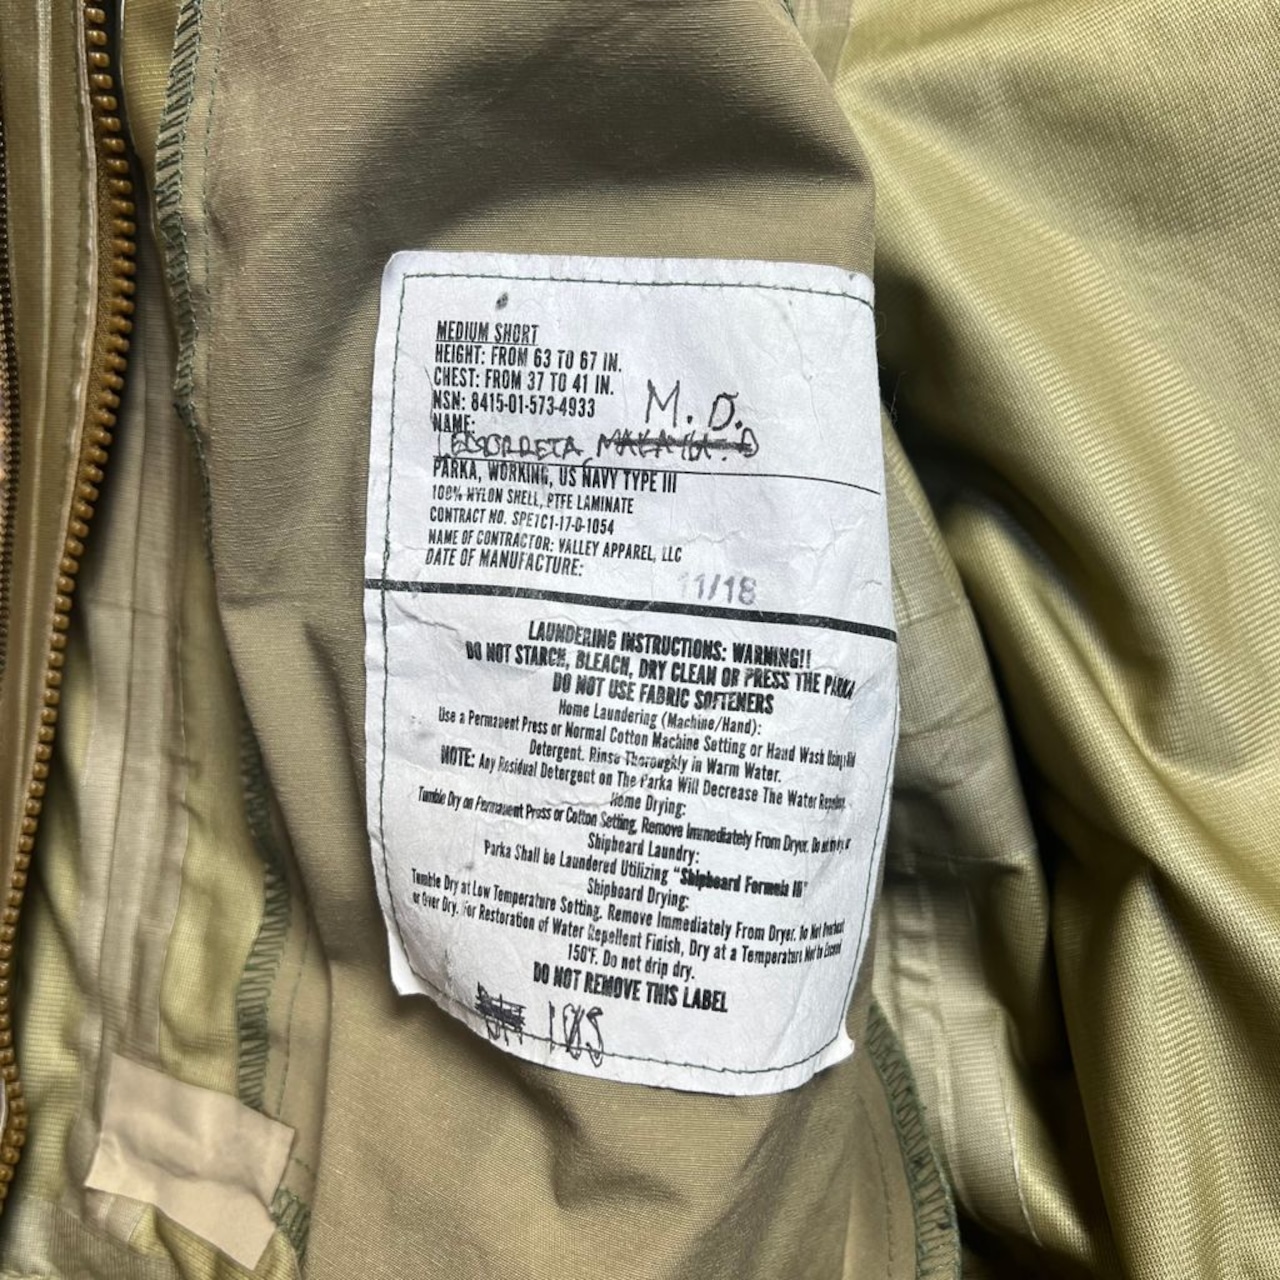 MEDIUM SHORT
HEIGHT: FROM 63 TO 67 IN.
CHEST: FROM 37 TO 41 IN.
NSN: 8415-01-573-4933
M. D.
NAME:
PARKA, WORKING, US NAVY TYPE III
100% NYLON SHELL, PTFE LAMINATE
CONTRACT NO. SPE1C1-17-D-1054
NAME OF CONTRACTOR: VALLEY APPAREL, LLC
DATE OF MANUFACTURE:
11/18
LAUNDERING INSTRUCTIONS: WARNING!!
DO NOT STARCH, BLEACH, DRY CLEAN OR PRESS THE PARKA
DO NOT USE FABRIC SOFTENERS
Home Laundering (Machine/Hand):
Use a Permanent Press or Normal Cotton Machine Setting or Hand Wash Using
Detergent. Rinse Thoroughly in Warm Water.
NOTE: Any Residual Detergent on The Parka Will Decrease The Water
Home Drying:
Tumble Dry on Permanent Press or Cotton Setting, Remove Immediately From Dryer. Do
Shipboard Laundry:
Parka Shall be Laundered Utilizing "Shipboard Formula III"
Shipboard Drying:
Tumble Dry at Low Temperature Setting. Remove Immediately From Dryer. Do Not Overheat
or Over Dry. For Restoration of Water Repellent Finish, Dry at a Temperature Not to Exceed
150°F. Do not drip dry.
DO NOT REMOVE THIS LABEL